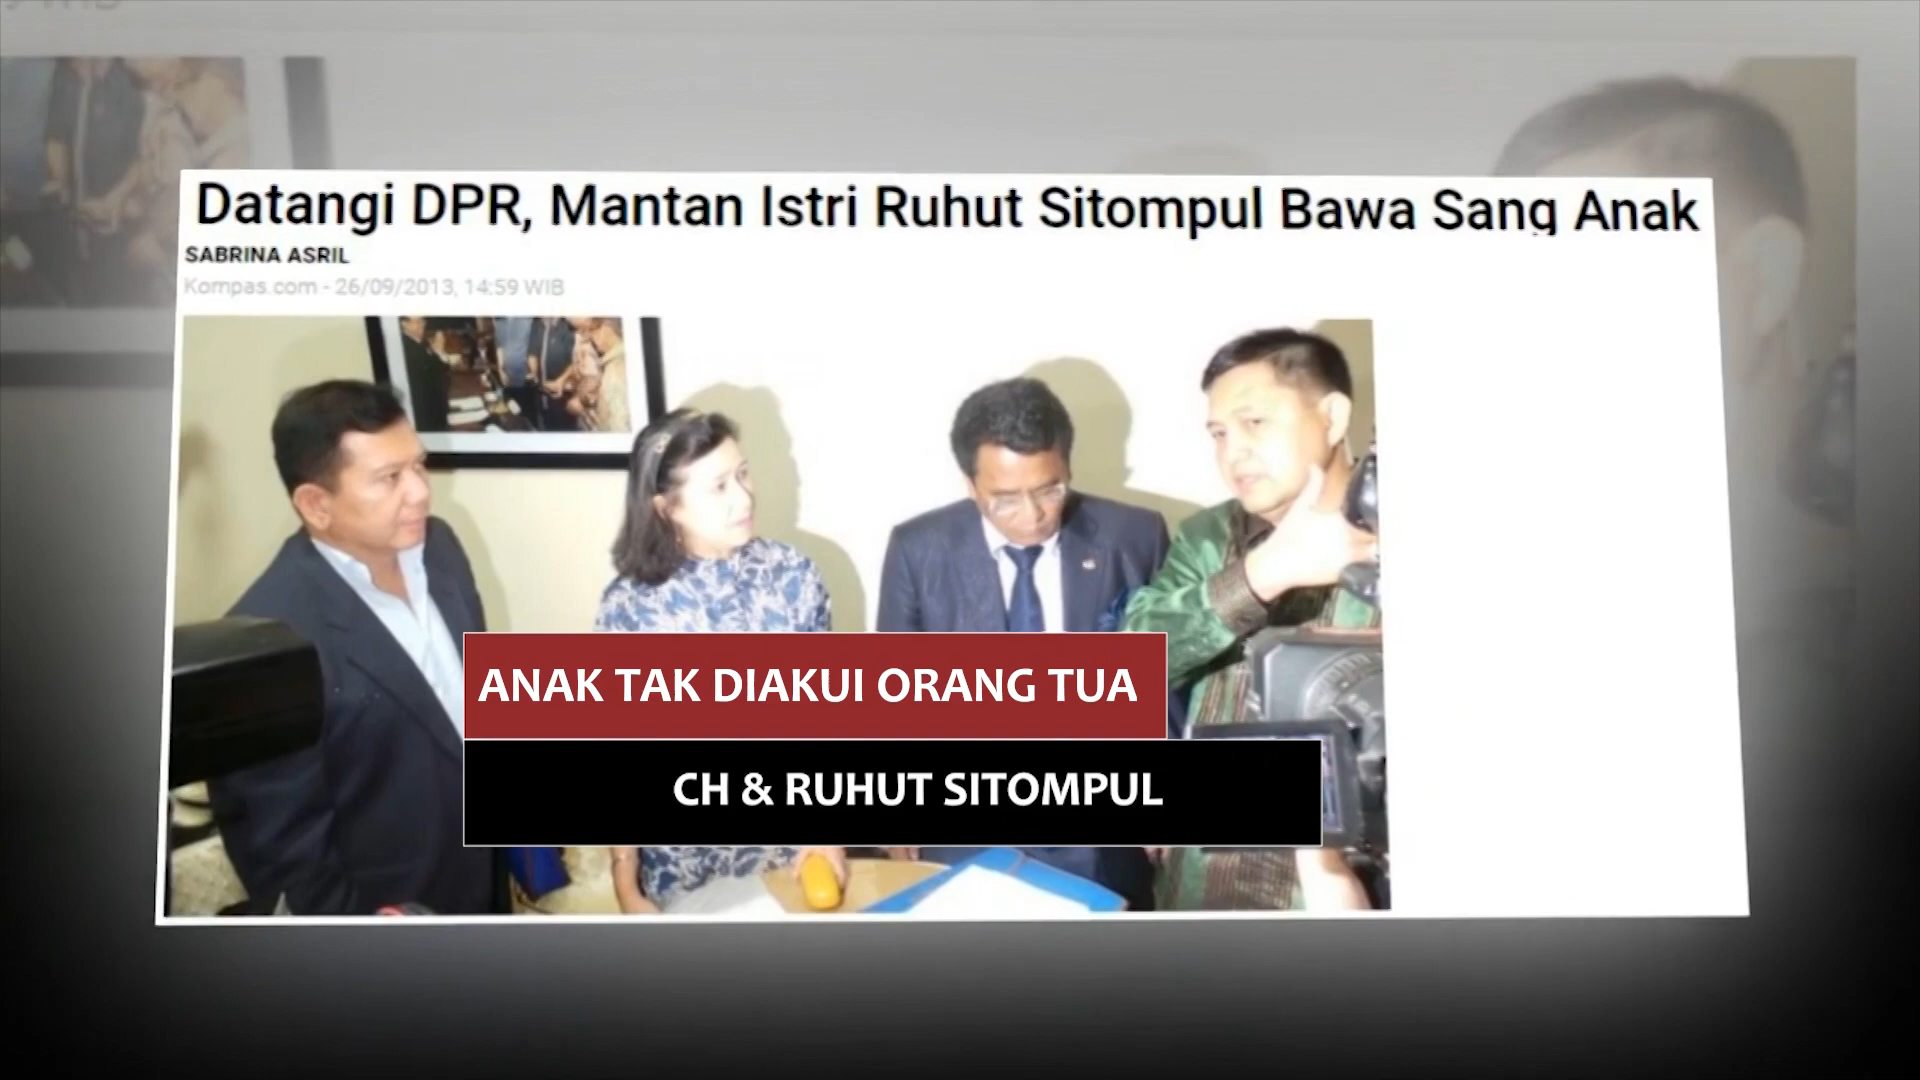 Datangi DPR, Mantan Istri Ruhut Sitompul Bawa Sang Anak
SABRINA ASRIL
Kompas.com - 26/09/2013, 14:59 WIB
ANAK TAK DIAKUI ORANG TUA
CH & RUHUT SITOMPUL